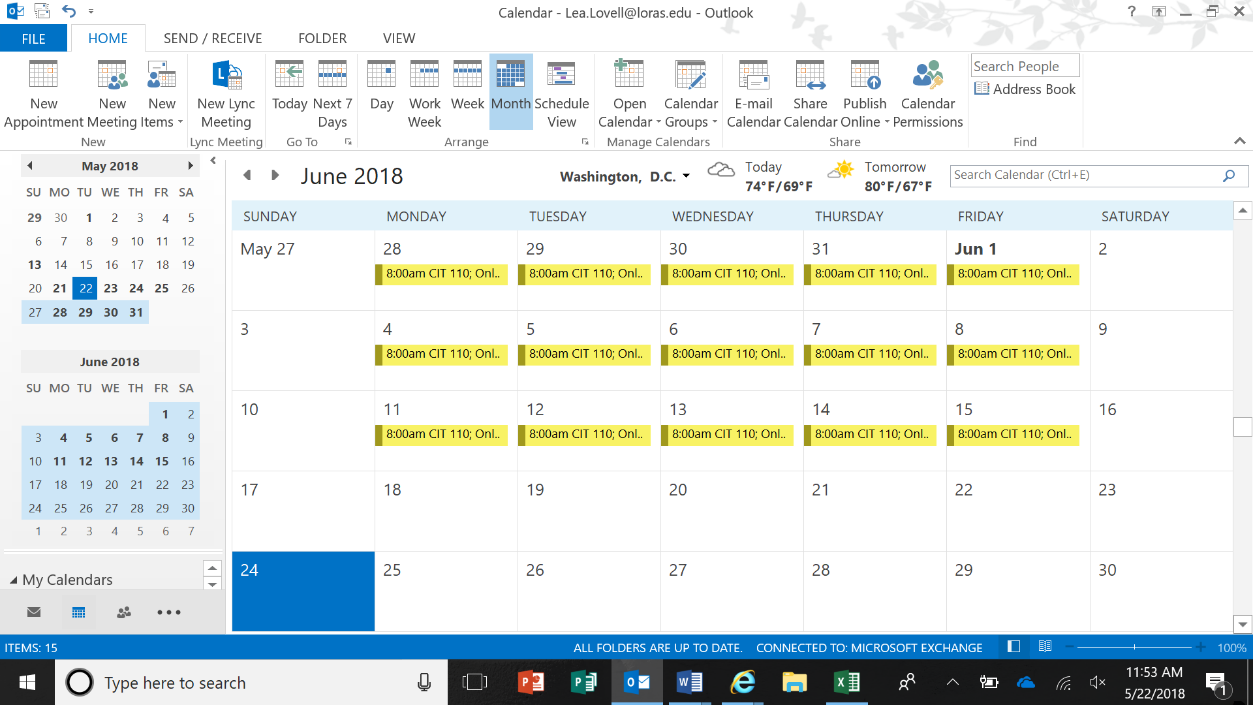 Calendar - Lea.Lovell@loras.edu - Outlook
?
FILE HOME SEND / RECEIVE FOLDER VIEW
New Appointment
New Meeting
New Items
New Lync Meeting
Today
Next 7 Days
Day
Work Week
Week
Month
Schedule View
Open Calendar
Calendar Groups
E-mail Calendar
Share Calendar
Publish Online
Calendar Permissions
Search People
Address Book
New
Lync Meeting
Go To
Arrange
Manage Calendars
Share
Find
May 2018
SU MO TU WE TH FR SA
29 30 1 2 3 4 5
6 7 8 9 10 11 12
13 14 15 16 17 18 19
20 21 22 23 24 25 26
27 28 29 30 31
June 2018
SU MO TU WE TH FR SA
1 2
3 4 5 6 7 8 9
10 11 12 13 14 15 16
17 18 19 20 21 22 23
24 25 26 27 28 29 30
1 2 3 4 5 6 7
My Calendars
June 2018
Washington, D.C.
Today
74°F/69°F
Tomorrow
80°F/67°F
Search Calendar (Ctrl+E)
SUNDAY MONDAY TUESDAY WEDNESDAY THURSDAY FRIDAY SATURDAY
May 27 28 29 30 31 Jun 1 2
8:00am CIT 110; Onl.. 8:00am CIT 110; Onl.. 8:00am CIT 110; Onl.. 8:00am CIT 110; Onl.. 8:00am CIT 110; Onl..
3 4 5 6 7 8 9
8:00am CIT 110; Onl.. 8:00am CIT 110; Onl.. 8:00am CIT 110; Onl.. 8:00am CIT 110; Onl.. 8:00am CIT 110; Onl..
10 11 12 13 14 15 16
8:00am CIT 110; Onl.. 8:00am CIT 110; Onl.. 8:00am CIT 110; Onl.. 8:00am CIT 110; Onl.. 8:00am CIT 110; Onl..
17 18 19 20 21 22 23
24 25 26 27 28 29 30
ITEMS: 15
ALL FOLDERS ARE UP TO DATE. CONNECTED TO: MICROSOFT EXCHANGE
100%
Type here to search
11:53 AM
5/22/2018
1